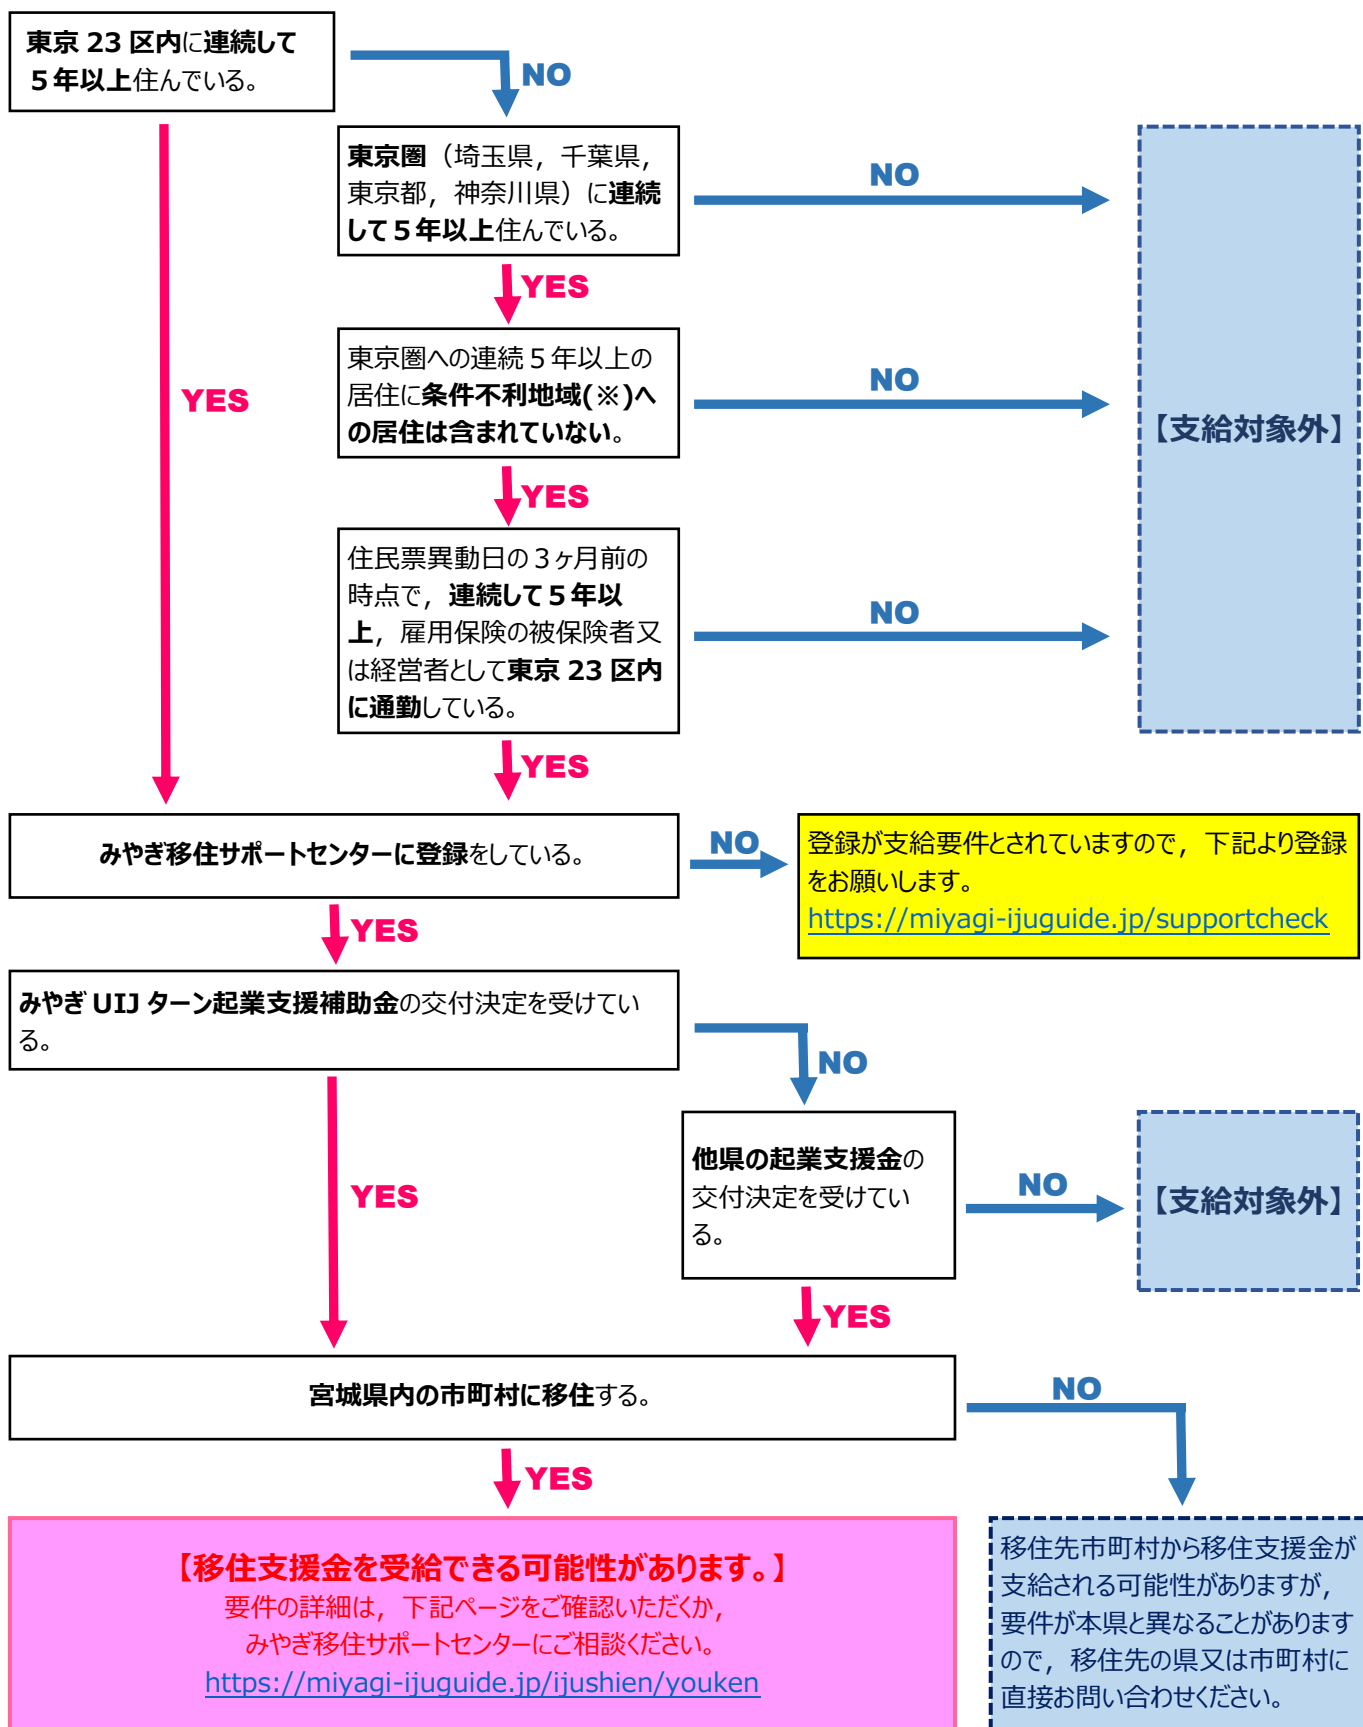 東京 23 区内に連続して
５年以上住んでいる。
NO
東京圏（埼玉県，千葉県，
東京都，神奈川県）に連続
して５年以上住んでいる。
NO
YES
東京圏への連続５年以上の
居住に条件不利地域(※)へ
の居住は含まれていない。
NO
YES
YES
【支給対象外】
住民票異動日の３ヶ月前の
時点で，連続して５年以
上，雇用保険の被保険者又
は経営者として東京 23 区内
に通勤している。
NO
YES
みやぎ移住サポートセンターに登録をしている。
NO
登録が支給要件とされていますので，下記より登録
をお願いします。
https://miyagi-ijuguide.jp/supportcheck
YES
みやぎ UIJ ターン起業支援補助金の交付決定を受けてい
る。
NO
YES
他県の起業支援金の
交付決定を受けてい
る。
NO
【支給対象外】
YES
宮城県内の市町村に移住する。
NO
YES
【移住支援金を受給できる可能性があります。】
要件の詳細は，下記ページをご確認いただくか，
みやぎ移住サポートセンターにご相談ください。
https://miyagi-ijuguide.jp/ijushien/youken
移住先市町村から移住支援金が
支給される可能性がありますが，
要件が本県と異なることがあります
ので，移住先の県又は市町村に
直接お問い合わせください。